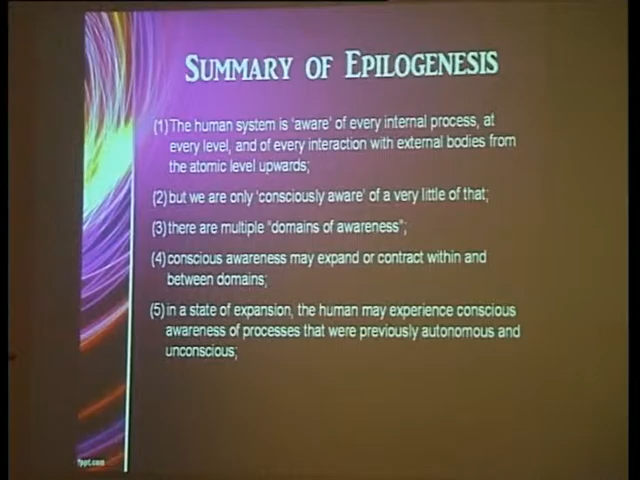 SUMMARY OF EPILOGENESIS
(1) The human system is 'aware' of every internal process, at
every level, and of every interaction with external bodies from
the atomic level upwards;
(2) but we are only 'consciously aware' of a very little of that;
(3) there are multiple "domains of awareness";
(4) conscious awareness may expand or contract within and
between domains;
(5) in a state of expansion, the human may experience conscious
awareness of processes that were previously autonomous and
unconscious;
fppt.com